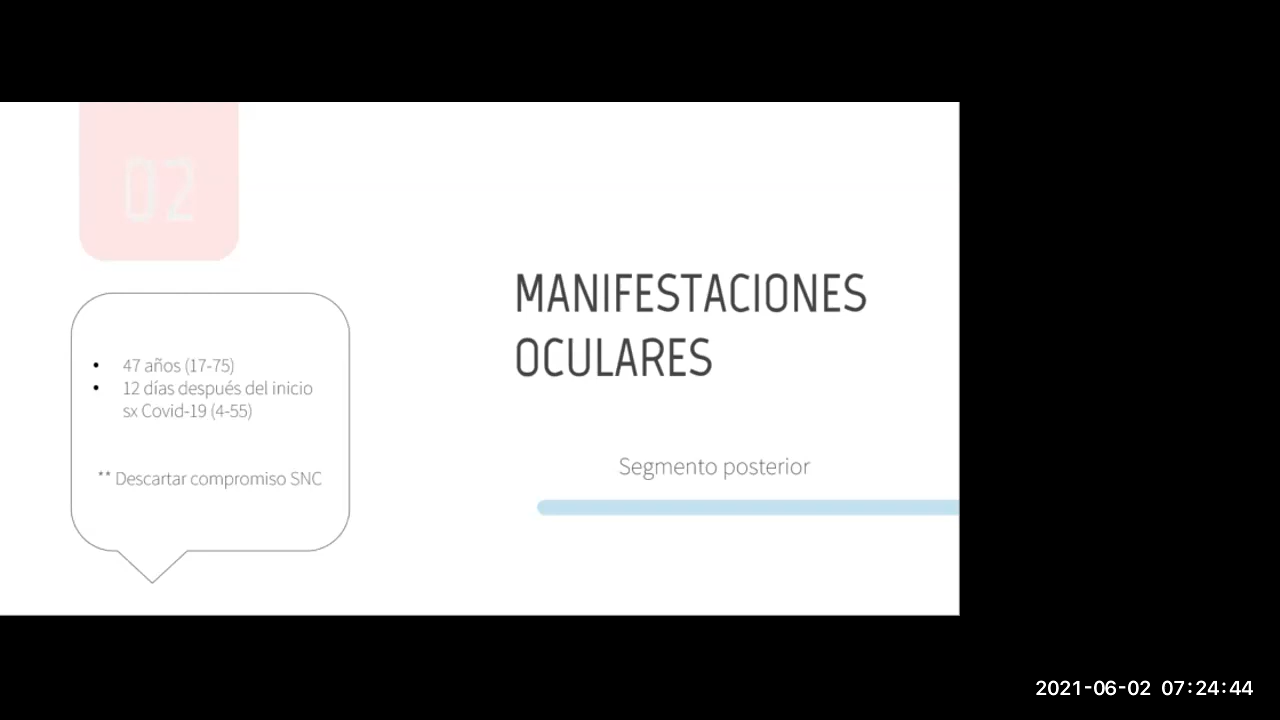 02
MANIFESTACIONES
OCULARES
• 47 años (17-75)
• 12 días después del inicio
sx Covid-19 (4-55)
** Descartar compromiso SNC
Segmento posterior
2021-06-02 07:24:44